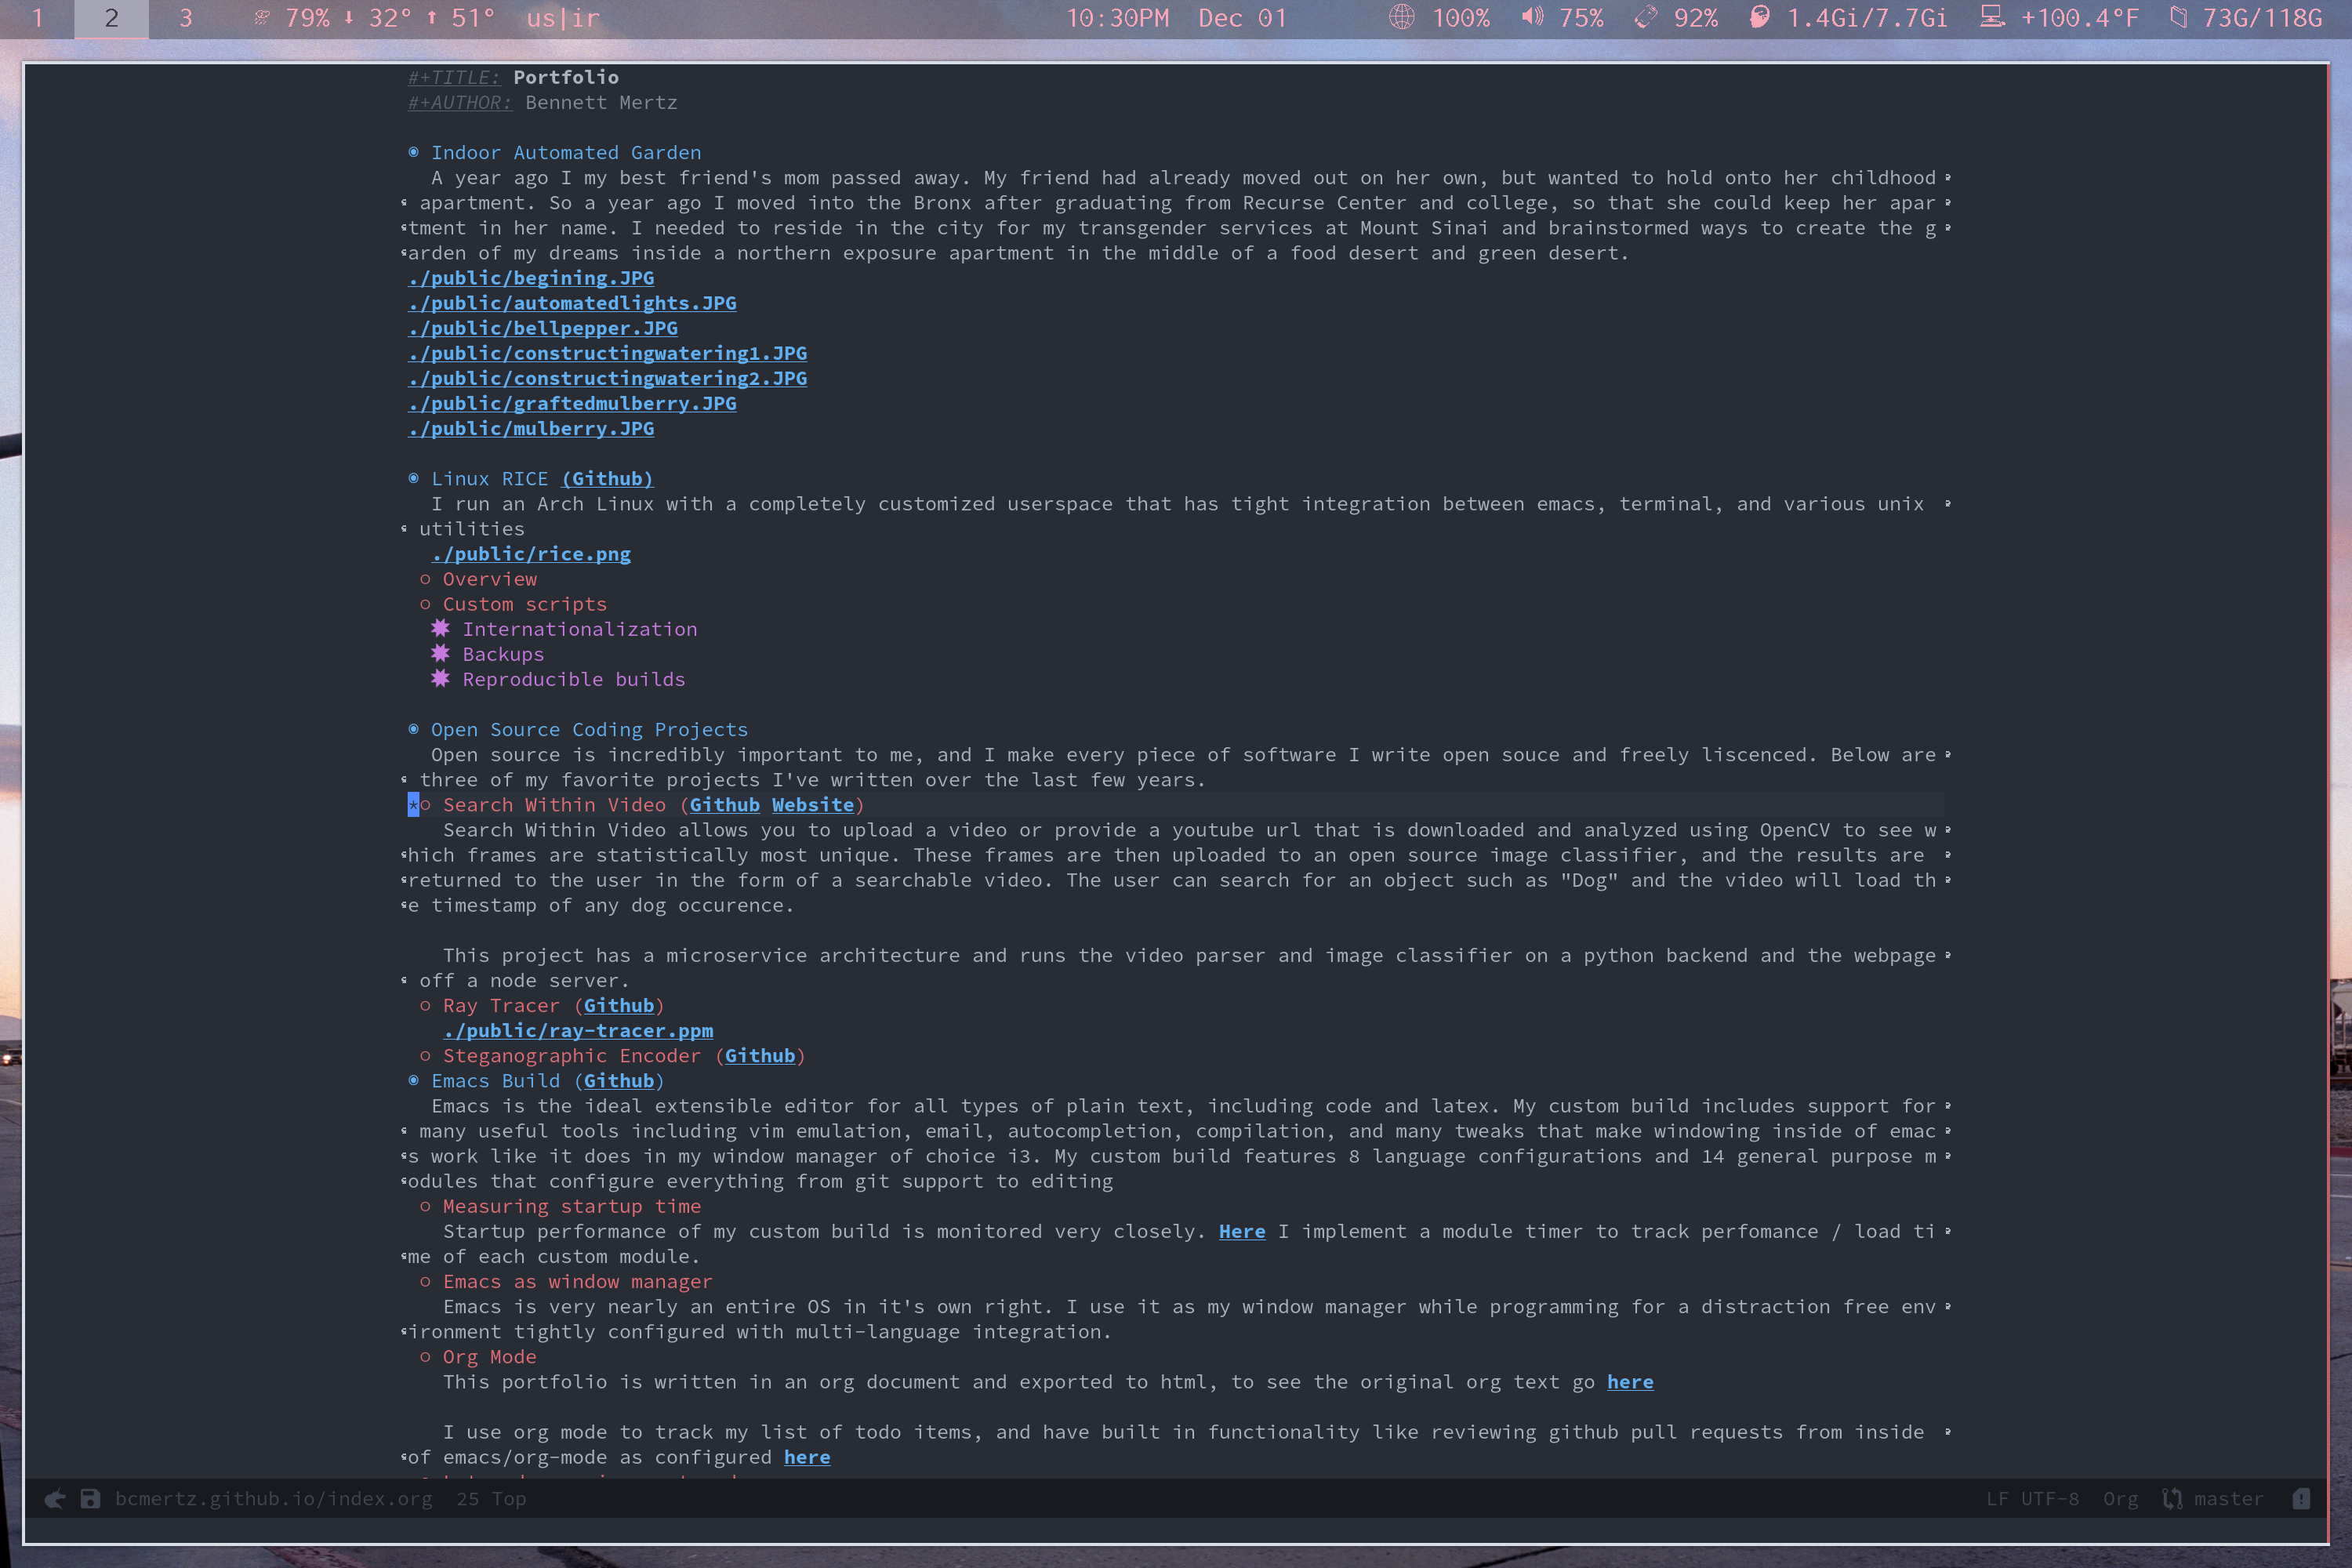 1 2 3 79% ⬇ 32° ⬆ 51° us|ir 10:30PM Dec 01 100% 75% 92% 1.4Gi/7.7Gi +100.4°F 73G/118G
#+TITLE: Portfolio
#+AUTHOR: Bennett Mertz
◉ Indoor Automated Garden
A year ago I my best friend's mom passed away. My friend had already moved out on her own, but wanted to hold onto her childhood
apartment. So a year ago I moved into the Bronx after graduating from Recurse Center and college, so that she could keep her apar
tment in her name. I needed to reside in the city for my transgender services at Mount Sinai and brainstormed ways to create the g
arden of my dreams inside a northern exposure apartment in the middle of a food desert and green desert.
./public/begining.JPG
./public/automatedlights.JPG
./public/bellpepper.JPG
./public/constructingwatering1.JPG
./public/constructingwatering2.JPG
./public/graftedmulberry.JPG
./public/mulberry.JPG
◉ Linux RICE (Github)
I run an Arch Linux with a completely customized userspace that has tight integration between emacs, terminal, and various unix
utilities
./public/rice.png
○ Overview
○ Custom scripts
✸ Internationalization
✸ Backups
✸ Reproducible builds
◉ Open Source Coding Projects
Open source is incredibly important to me, and I make every piece of software I write open souce and freely liscenced. Below are
three of my favorite projects I've written over the last few years.
*○ Search Within Video (Github Website)
Search Within Video allows you to upload a video or provide a youtube url that is downloaded and analyzed using OpenCV to see w
hich frames are statistically most unique. These frames are then uploaded to an open source image classifier, and the results are
returned to the user in the form of a searchable video. The user can search for an object such as "Dog" and the video will load th
e timestamp of any dog occurence.
This project has a microservice architecture and runs the video parser and image classifier on a python backend and the webpage
off a node server.
○ Ray Tracer (Github)
./public/ray-tracer.ppm
○ Steganographic Encoder (Github)
◉ Emacs Build (Github)
Emacs is the ideal extensible editor for all types of plain text, including code and latex. My custom build includes support for
many useful tools including vim emulation, email, autocompletion, compilation, and many tweaks that make windowing inside of emac
s work like it does in my window manager of choice i3. My custom build features 8 language configurations and 14 general purpose m
odules that configure everything from git support to editing
○ Measuring startup time
Startup performance of my custom build is monitored very closely. Here I implement a module timer to track perfomance / load ti
me of each custom module.
○ Emacs as window manager
Emacs is very nearly an entire OS in it's own right. I use it as my window manager while programming for a distraction free env
ironment tightly configured with multi-language integration.
○ Org Mode
This portfolio is written in an org document and exported to html, to see the original org text go here
I use org mode to track my list of todo items, and have built in functionality like reviewing github pull requests from inside
of emacs/org-mode as configured here
bcmertz.github.io/index.org 25 Top LF UTF-8 Org master